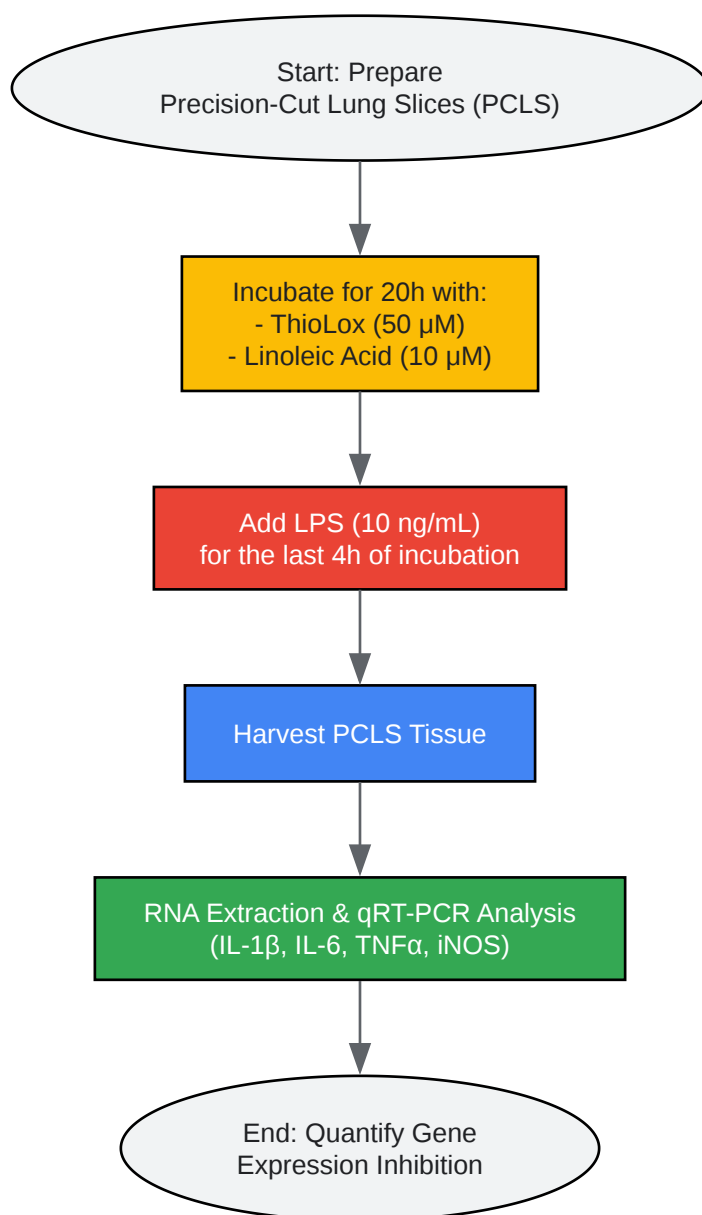 Start: Prepare
Precision-Cut Lung Slices (PCLS)
Incubate for 20h with:
- ThioLox (50 μM)
- Linoleic Acid (10 μM)
Add LPS (10 ng/mL)
for the last 4h of incubation
Harvest PCLS Tissue
RNA Extraction & qRT-PCR Analysis
(IL-1β, IL-6, TNFα, iNOS)
End: Quantify Gene
Expression Inhibition